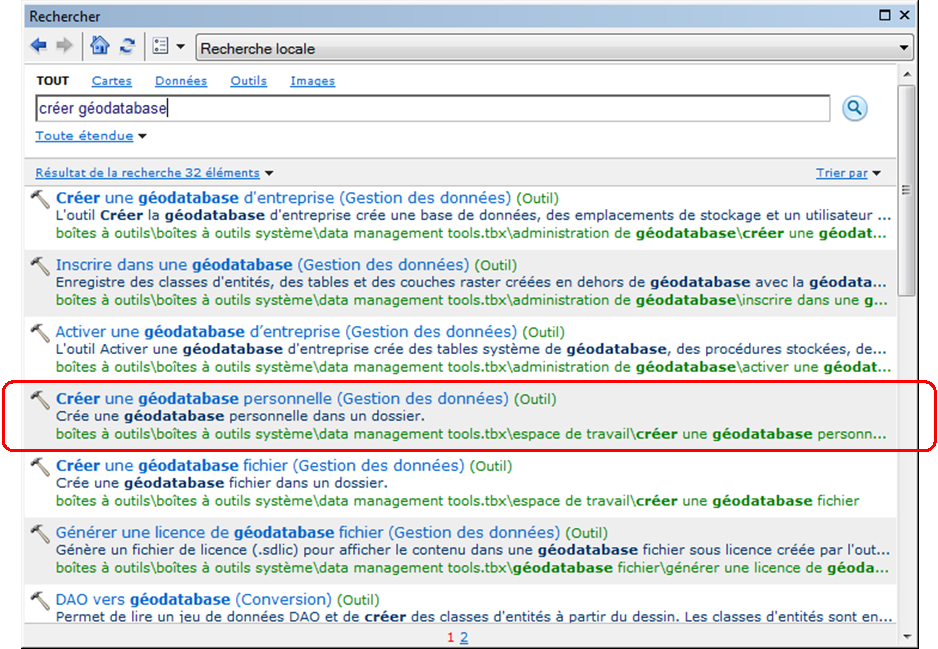 Rechercher
Recherche locale
TOUT Cartes Données Outils Images
créer géodatabase
Toute étendue
Résultat de la recherche 32 éléments Trier par
Créer une géodatabase d'entreprise (Gestion des données) (Outil)
L'outil Créer la géodatabase d'entreprise crée une base de données, des emplacements de stockage et un utilisateur ...
boîtes à outils\boîtes à outils système\data management tools.tbx\administration de géodatabase\créer une géodat...
Inscrire dans une géodatabase (Gestion des données) (Outil)
Enregistre des classes d'entités, des tables et des couches raster créées en dehors de géodatabase avec la géodata...
boîtes à outils\boîtes à outils système\data management tools.tbx\administration de géodatabase\inscrire dans une g...
Activer une géodatabase d’entreprise (Gestion des données) (Outil)
L'outil Activer une géodatabase d'entreprise crée des tables système de géodatabase, des procédures stockées, de...
boîtes à outils\boîtes à outils système\data management tools.tbx\administration de géodatabase\activer une géodat...
Créer une géodatabase personnelle (Gestion des données) (Outil)
Crée une géodatabase personnelle dans un dossier.
boîtes à outils\boîtes à outils système\data management tools.tbx\espace de travail\créer une géodatabase personn...
Créer une géodatabase fichier (Gestion des données) (Outil)
Crée une géodatabase fichier dans un dossier.
boîtes à outils\boîtes à outils système\data management tools.tbx\espace de travail\créer une géodatabase fichier
Générer une licence de géodatabase fichier (Gestion des données) (Outil)
Génère un fichier de licence (.sdlic) pour afficher le contenu dans une géodatabase fichier sous licence créée par l'out...
boîtes à outils\boîtes à outils système\data management tools.tbx\géodatabase fichier\générer une licence de géoda...
DAO vers géodatabase (Conversion) (Outil)
Permet de lire un jeu de données DAO et de créer des classes d'entités à partir du dessin. Les classes d'entités sont en...
1 2